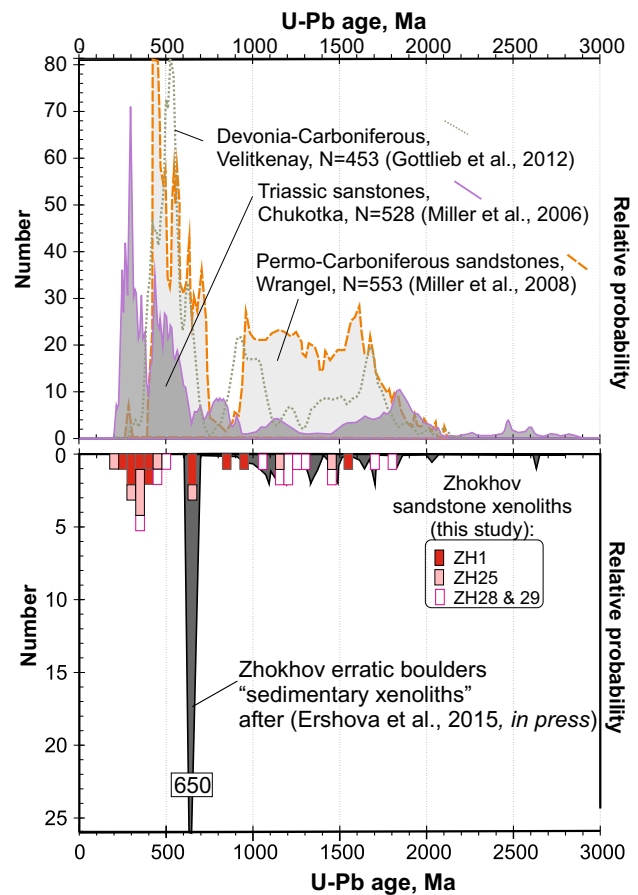 U-Pb age, Ma
0 500 1000 1500 2000 2500 3000
80
70
60
50
40
30
20
10
0
Number
Relative probability
Devonia-Carboniferous,
Velitkenay, N=453 (Gottlieb et al., 2012)
Triassic sanstones,
Chukotka, N=528 (Miller et al., 2006)
Permo-Carboniferous sandstones,
Wrangel, N=553 (Miller et al., 2008)
0
5
10
15
20
25
Number
Relative probability
Zhokhov
sandstone xenoliths
(this study):
ZH1
ZH25
ZH28 & 29
Zhokhov erratic boulders
“sedimentary xenoliths”
after (Ershova et al., 2015, in press)
650
0 500 1000 1500 2000 2500 3000
U-Pb age, Ma